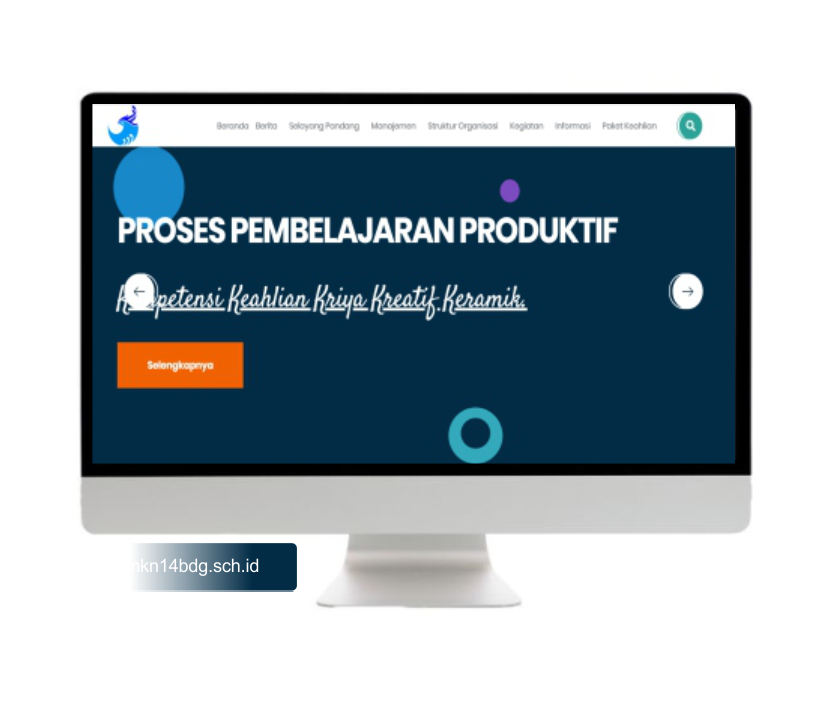 Beranda Berita Selayang Pandang Manajemen Struktur Organisasi Kegiatan Informasi Paket Keahlian
PROSES PEMBELAJARAN PRODUKTIF
Keahlian Kriya Kreatif Keramik.
Selengkapnya
kn14bdg.sch.id